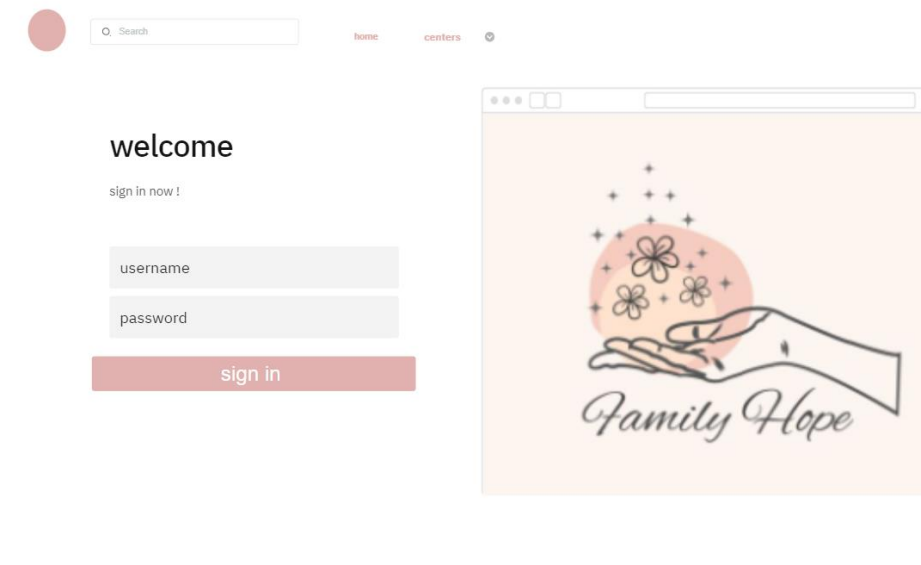 Search
home
centers
welcome
sign in now !
username
password
sign in
Family Hope